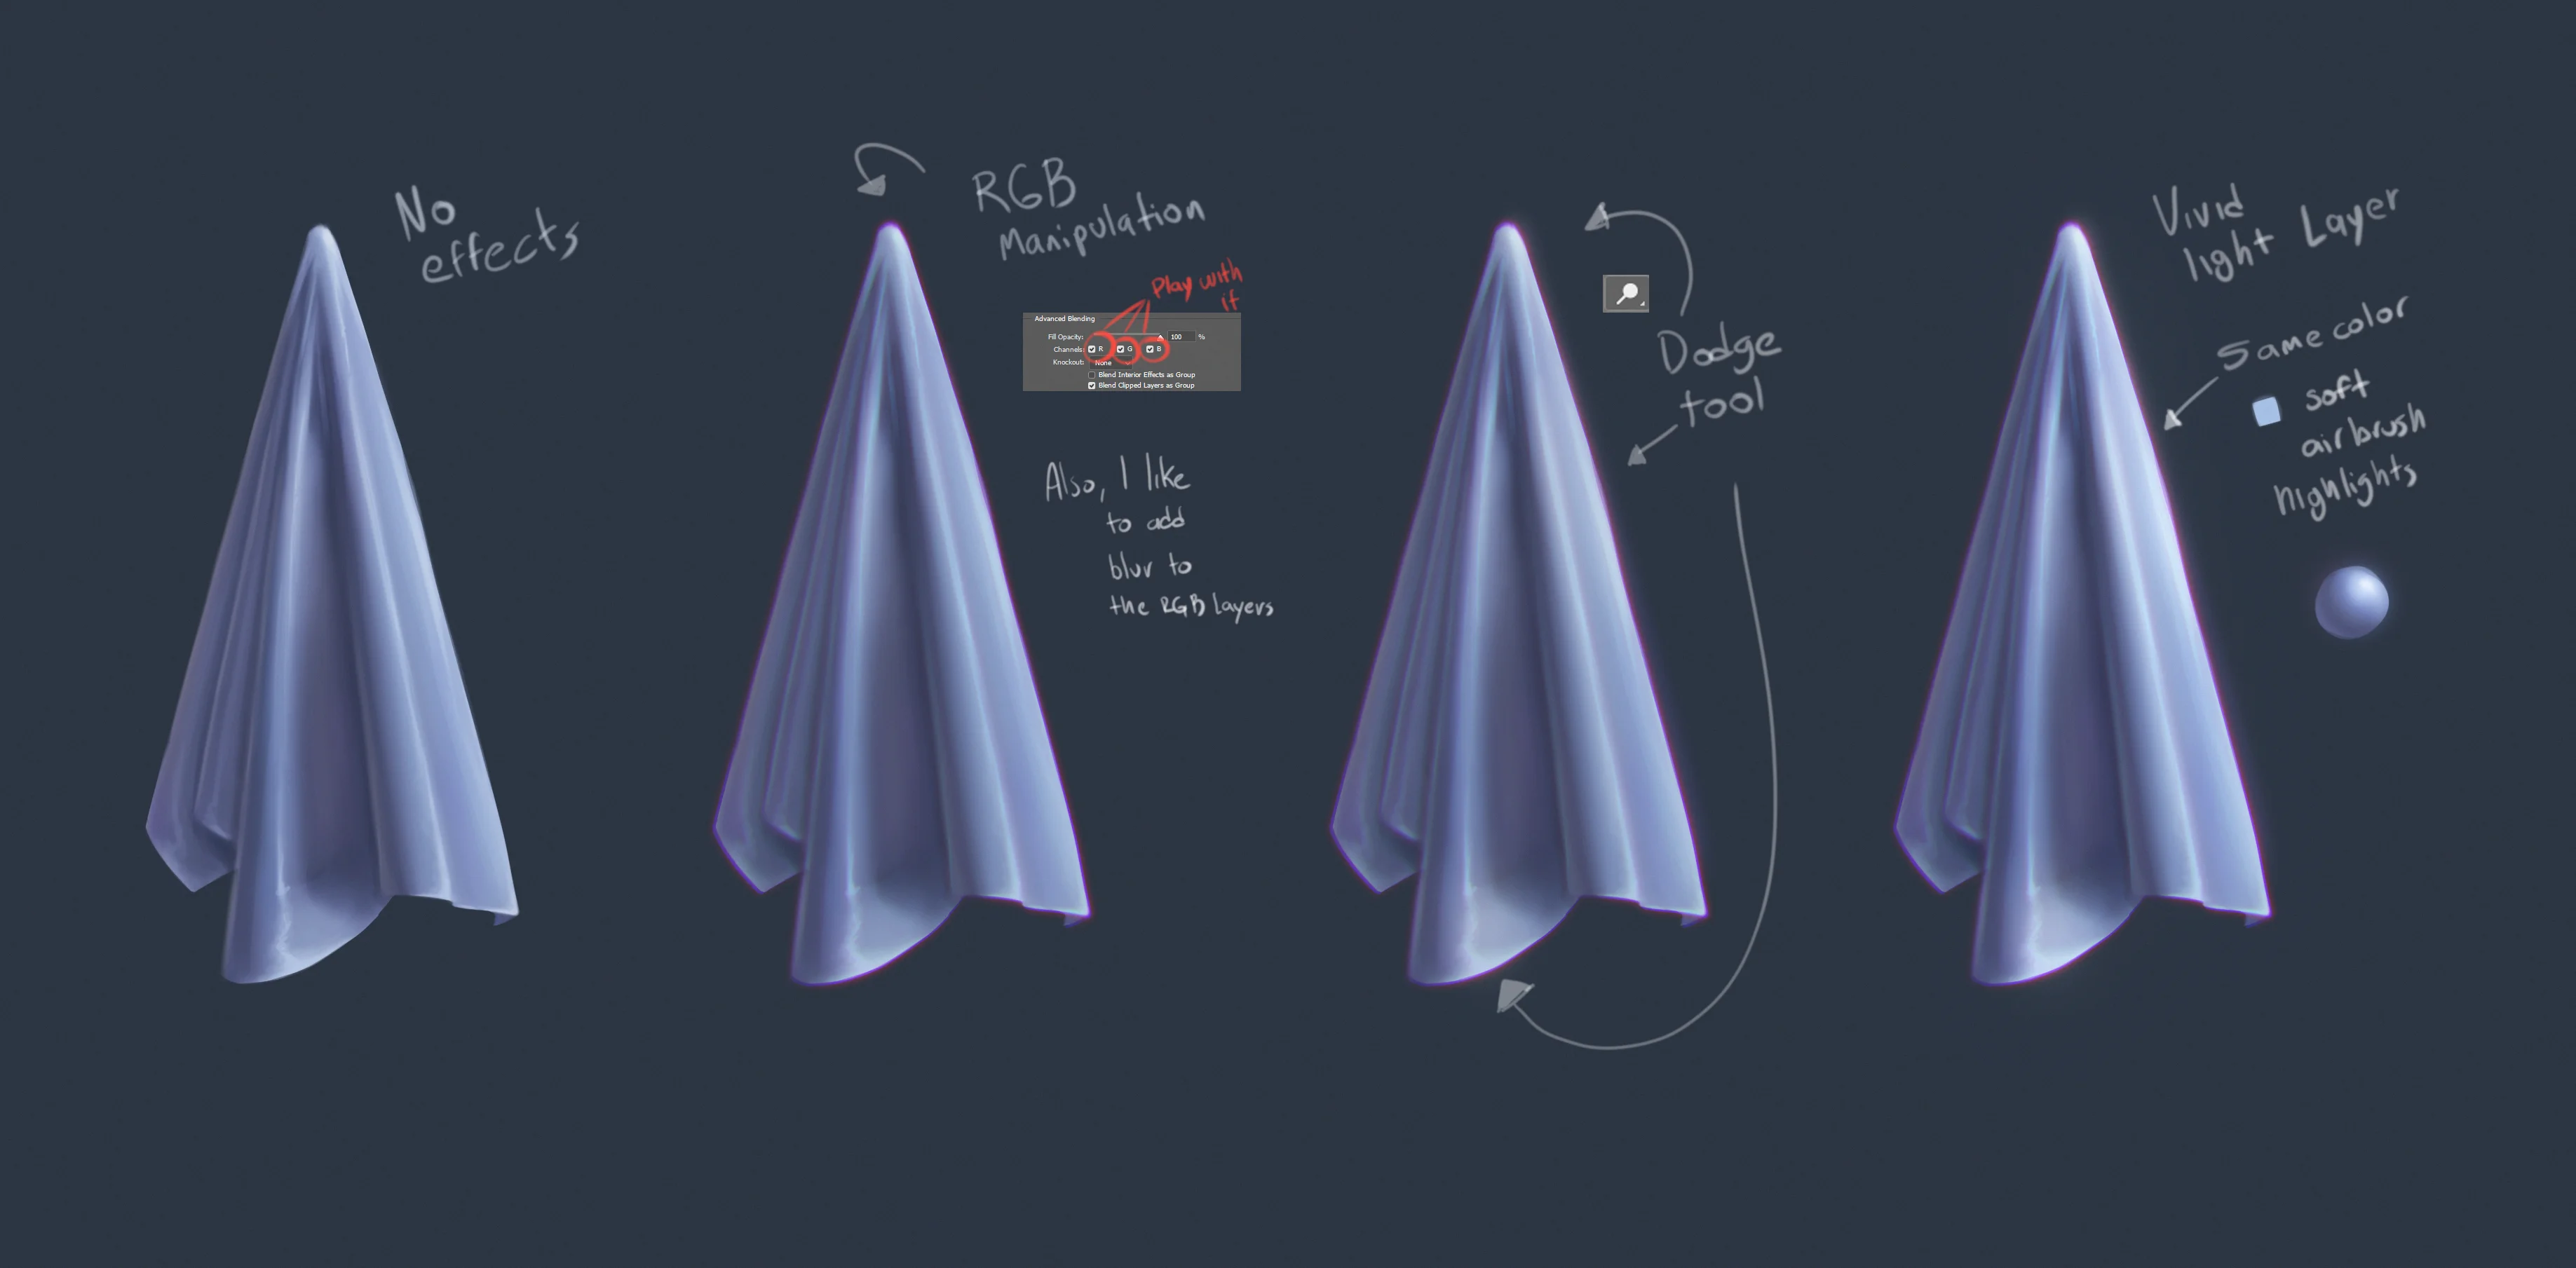 No
effects
RGB
Manipulation
Play with
it
Advanced Blending
Fill Opacity: 100 %
Channels: R G B
Knockout: None
Blend Interior Effects as Group
Blend Clipped Layers as Group
Also, I like
to add
blur to
the RGB layers
Dodge
tool
Vivid
light Layer
Same color
soft
airbrush
highlights